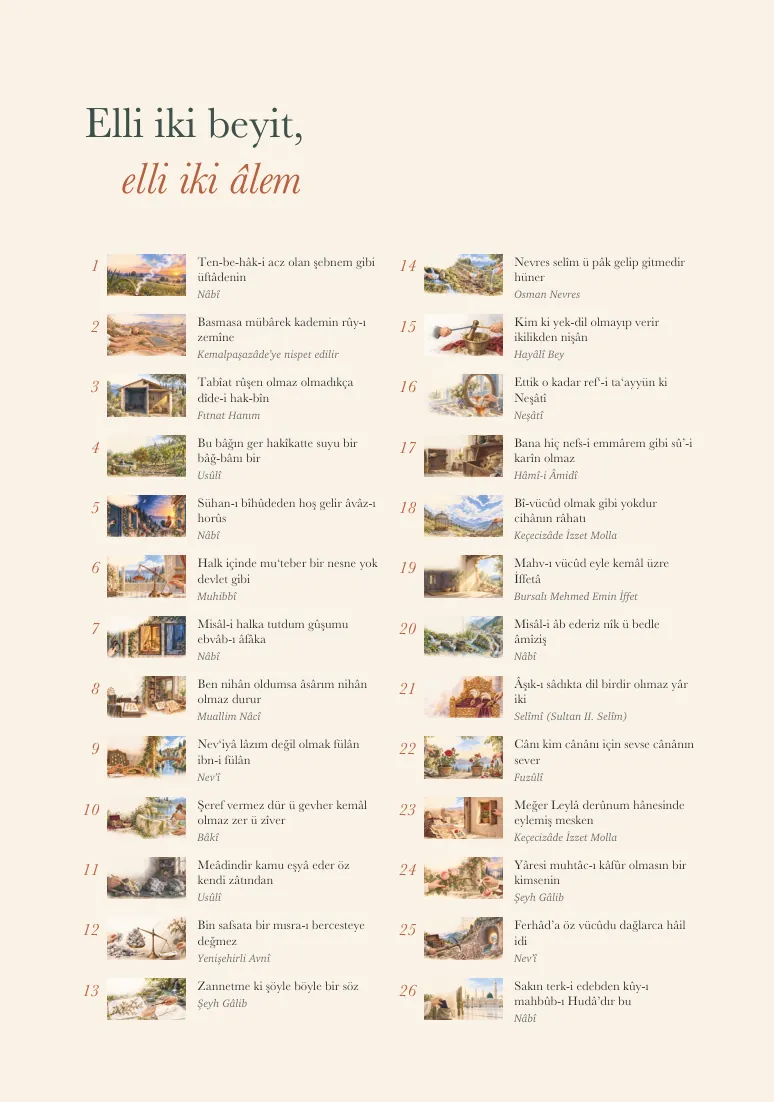 Elli iki beyit,
elli iki âlem
1
Ten-be-hâk-i acz olan şebnem gibi
üftâdenin
Nâbî
2
Basmasa mübârek kademin rûy-ı
zemîne
Kemalpaşazâde'ye nispet edilir
3
Tabîat rûşen olmaz olmadıkça
dîde-i hak-bîn
Fıtnat Hanım
4
Bu bâğın ger hakîkatte suyu bir
bâğ-bânı bir
Usûlî
5
Sühan-ı bîhûdeden hoş gelir âvâz-ı
horûs
Nâbî
6
Halk içinde mu‘teber bir nesne yok
devlet gibi
Muhibbî
7
Misâl-i halka tutdum gûşumu
ebvâb-ı âfâka
Nâbî
8
Ben nihân oldumsa âsârım nihân
olmaz durur
Muallim Nâcî
9
Nev‘iyâ lâzım değil olmak fülân
ibn-i fülân
Nev’î
10
Şeref vermez dür ü gevher kemâl
olmaz zer ü zîver
Bâkî
11
Meâdindir kamu eşyâ eder öz
kendi zâtından
Usûlî
12
Bin safsata bir mısra-ı bercesteye
değmez
Yenişehirli Avnî
13
Zannetme ki şöyle böyle bir söz
Şeyh Gâlib
14
Nevres selîm ü pâk gelip gitmedir
hüner
Osman Nevres
15
Kim ki yek-dil olmayıp verir
ikilikden nişân
Hayâlî Bey
16
Ettik o kadar ref‘-i ta‘ayyün ki
Neşâtî
Neşâtî
17
Bana hiç nefs-i emmârem gibi sû’-i
karîn olmaz
Hâmî-i Âmidî
18
Bî-vücûd olmak gibi yokdur
cihânın râhatı
Keçecizâde İzzet Molla
19
Mahv-ı vücûd eyle kemâl üzre
İffetâ
Bursalı Mehmed Emin İffet
20
Misâl-i âb ederiz nîk ü bedle
âmîziş
Nâbî
21
Âşık-ı sâdıkta dil birdir olımaz yâr
iki
Selîmî (Sultan II. Selîm)
22
Cânı kim cânânı için sevse cânânın
sever
Fuzûlî
23
Meğer Leylâ derûnum hânesinde
eylemiş mesken
Keçecizâde İzzet Molla
24
Yâresi muhtâc-ı kâfûr olmasın bir
kimsenin
Şeyh Gâlib
25
Ferhâd’a öz vücûdu dağlarca hâil
idi
Nev’î
26
Sakın terk-i edebden kûy-ı
mahbûb-ı Hudâ’dır bu
Nâbî